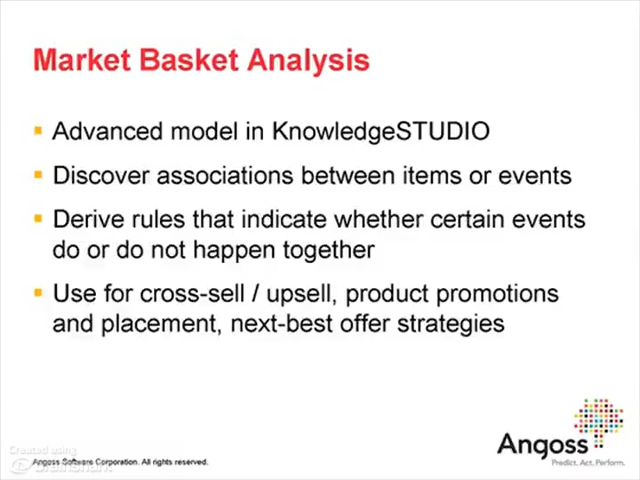 Market Basket Analysis
Advanced model in KnowledgeSTUDIO
Discover associations between items or events
Derive rules that indicate whether certain events
do or do not happen together
Use for cross-sell / upsell, product promotions
and placement, next-best offer strategies
Angoss
Predict. Act. Perform.
Created using
Angoss Software Corporation. All rights reserved.